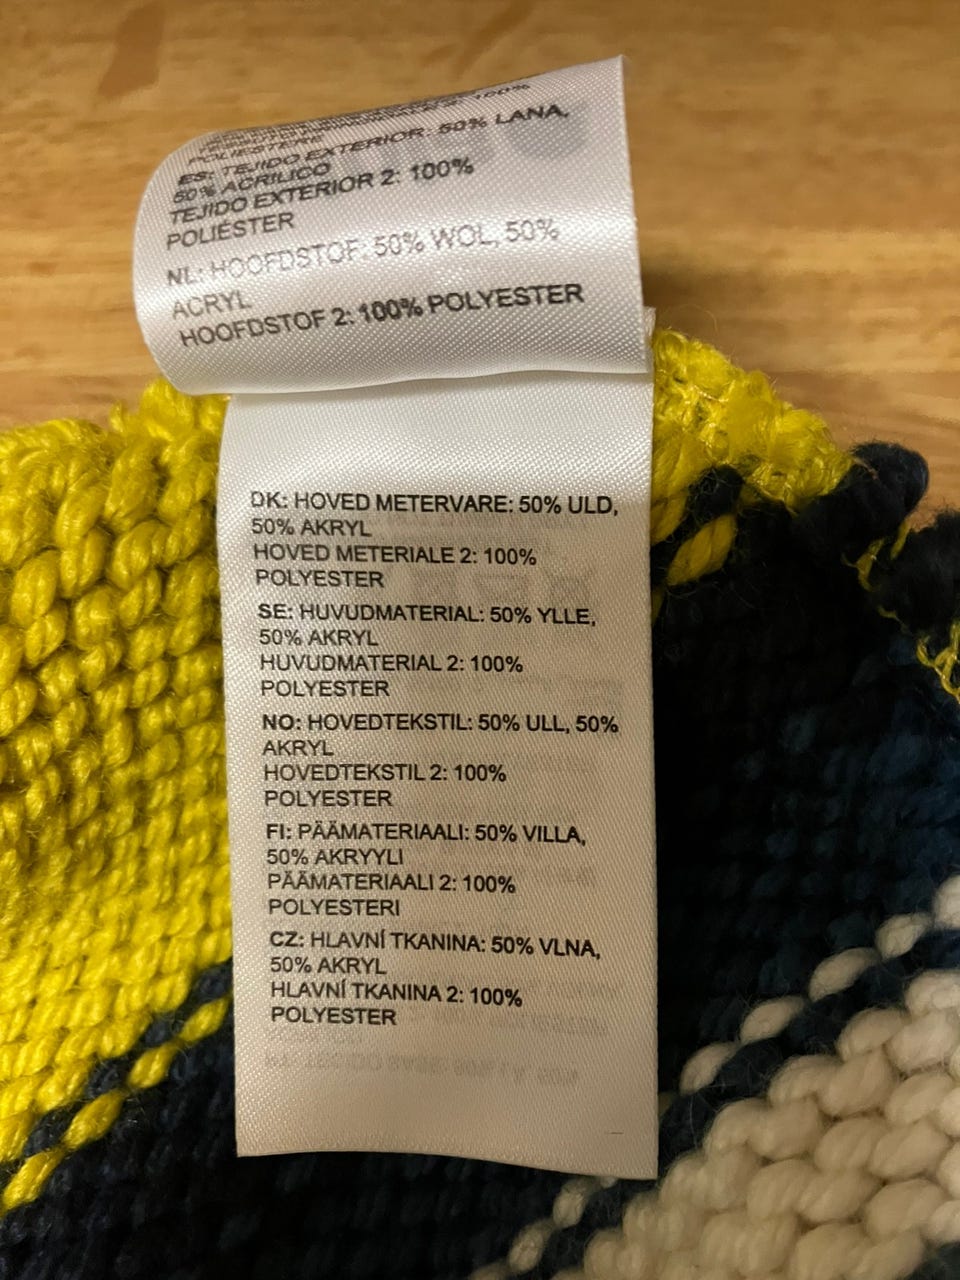 100%
POLIESTERE
ES: TEJIDO EXTERIOR: 50% LANA,
50% ACRILICO
TEJIDO EXTERIOR 2: 100%
POLIÉSTER
NL: HOOFDSTOF: 50% WOL, 50%
ACRYL
HOOFDSTOF 2: 100% POLYESTER
DK: HOVED METERVARE: 50% ULD,
50% AKRYL
HOVED METERIALE 2: 100%
POLYESTER
SE: HUVUDMATERIAL: 50% YLLE,
50% AKRYL
HUVUDMATERIAL 2: 100%
POLYESTER
NO: HOVEDTEKSTIL: 50% ULL, 50%
AKRYL
HOVEDTEKSTIL 2: 100%
POLYESTER
FI: PÄÄMATERIAALI: 50% VILLA,
50% AKRYYLI
PÄÄMATERIAALI 2: 100%
POLYESTERI
CZ: HLAVNÍ TKANINA: 50% VLNA,
50% AKRYL
HLAVNÍ TKANINA 2: 100%
POLYESTER